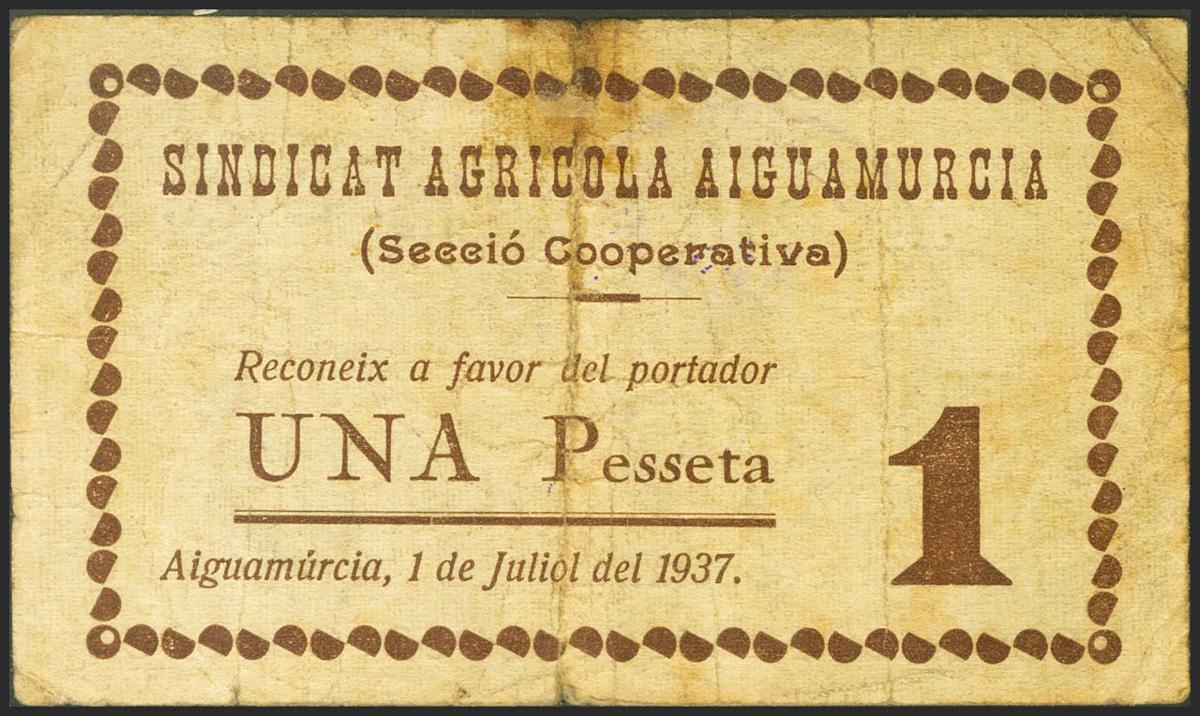 SINDICAT AGRICOLA AIGUAMURCIA
(Secció Cooperativa)
Reconeix a favor del portador
UNA Pesseta
1
Aiguamúrcia, 1 de Juliol del 1937.